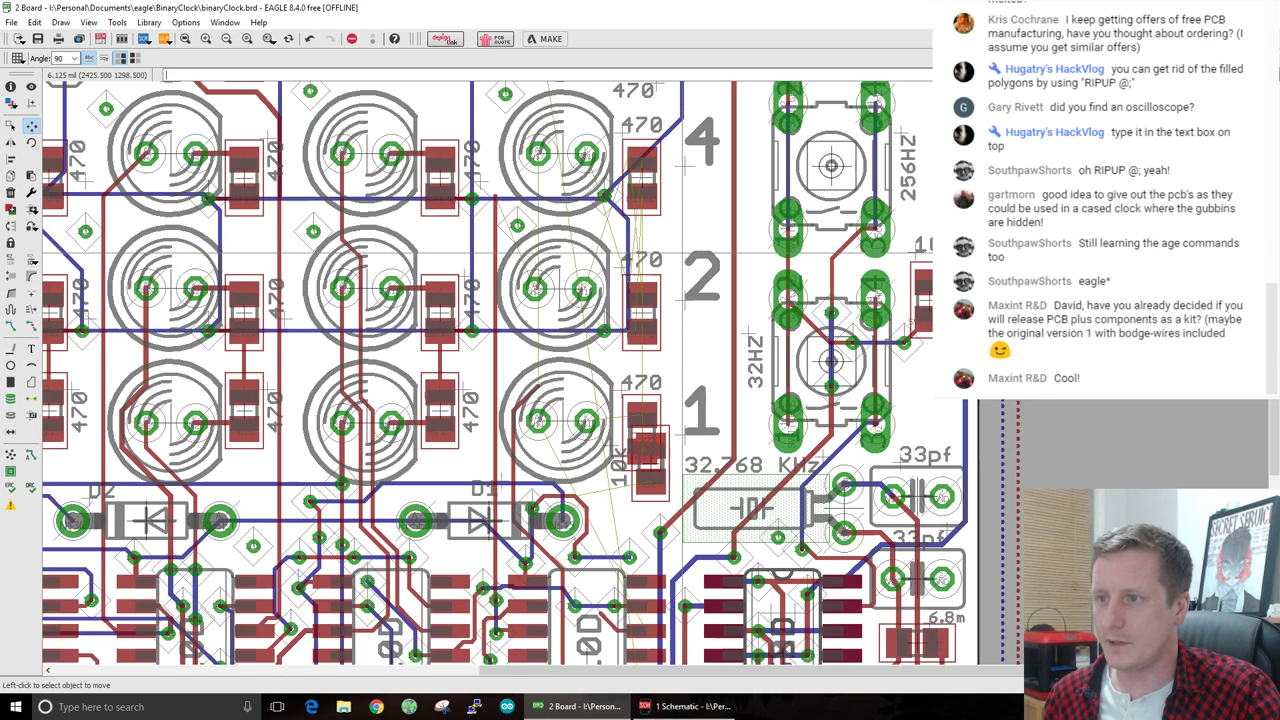 2 Board - I:\Personal\Documents\eagle\BinaryClock\binaryClock.brd - EAGLE 8.4.0 free [OFFLINE]
File Edit Draw View Tools Library Options Window Help
design link
PCB QUOTE
MAKE
Angle: 90
6.125 mil (2425.500 1298.500)
470
470
470
470
470
470
470
470
470
470
470
4
2
1
256HZ
32HZ
10k
32.768 KHz
33pf
33pf
6.8m
D2
D1
melted?
Kris Cochrane I keep getting offers of free PCB
manufacturing, have you thought about ordering? (I
assume you get similar offers)
Hugatry's HackVlog you can get rid of the filled
polygons by using "RIPUP @;"
Gary Rivett did you find an oscilloscope?
Hugatry's HackVlog type it in the text box on
top
SouthpawShorts oh RIPUP @; yeah!
gartmorn good idea to give out the pcb's as they
could be used in a cased clock where the gubbins
are hidden!
SouthpawShorts Still learning the age commands
too
SouthpawShorts eagle*
Maxint R&D David, have you already decided if you
will release PCB plus components as a kit? (maybe
the original version 1 with bodge-wires included
Maxint R&D Cool!
SECRET SERVICE
Left-click select object to move
Type here to search
2 Board - I:\Person...
1 Schematic - I:\Pe...